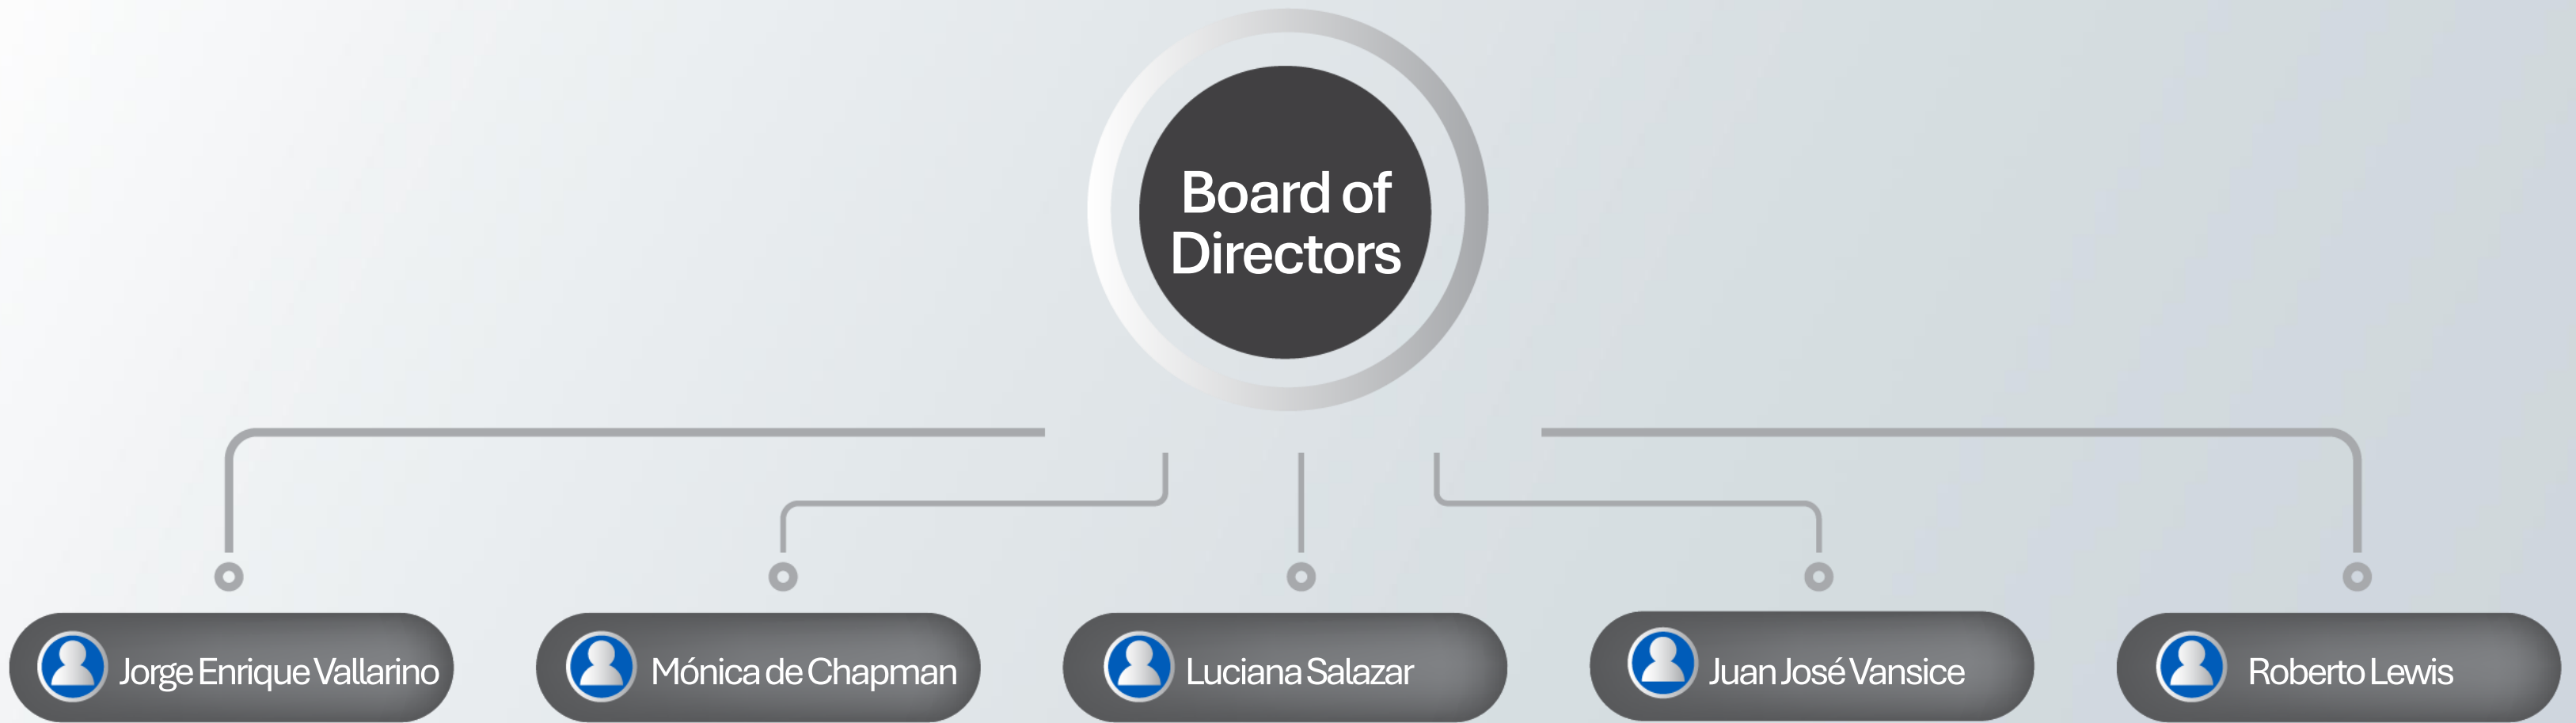 Board of
Directors
Jorge Enrique Vallarino
Mónica de Chapman
Luciana Salazar
Juan José Vansice
Roberto Lewis